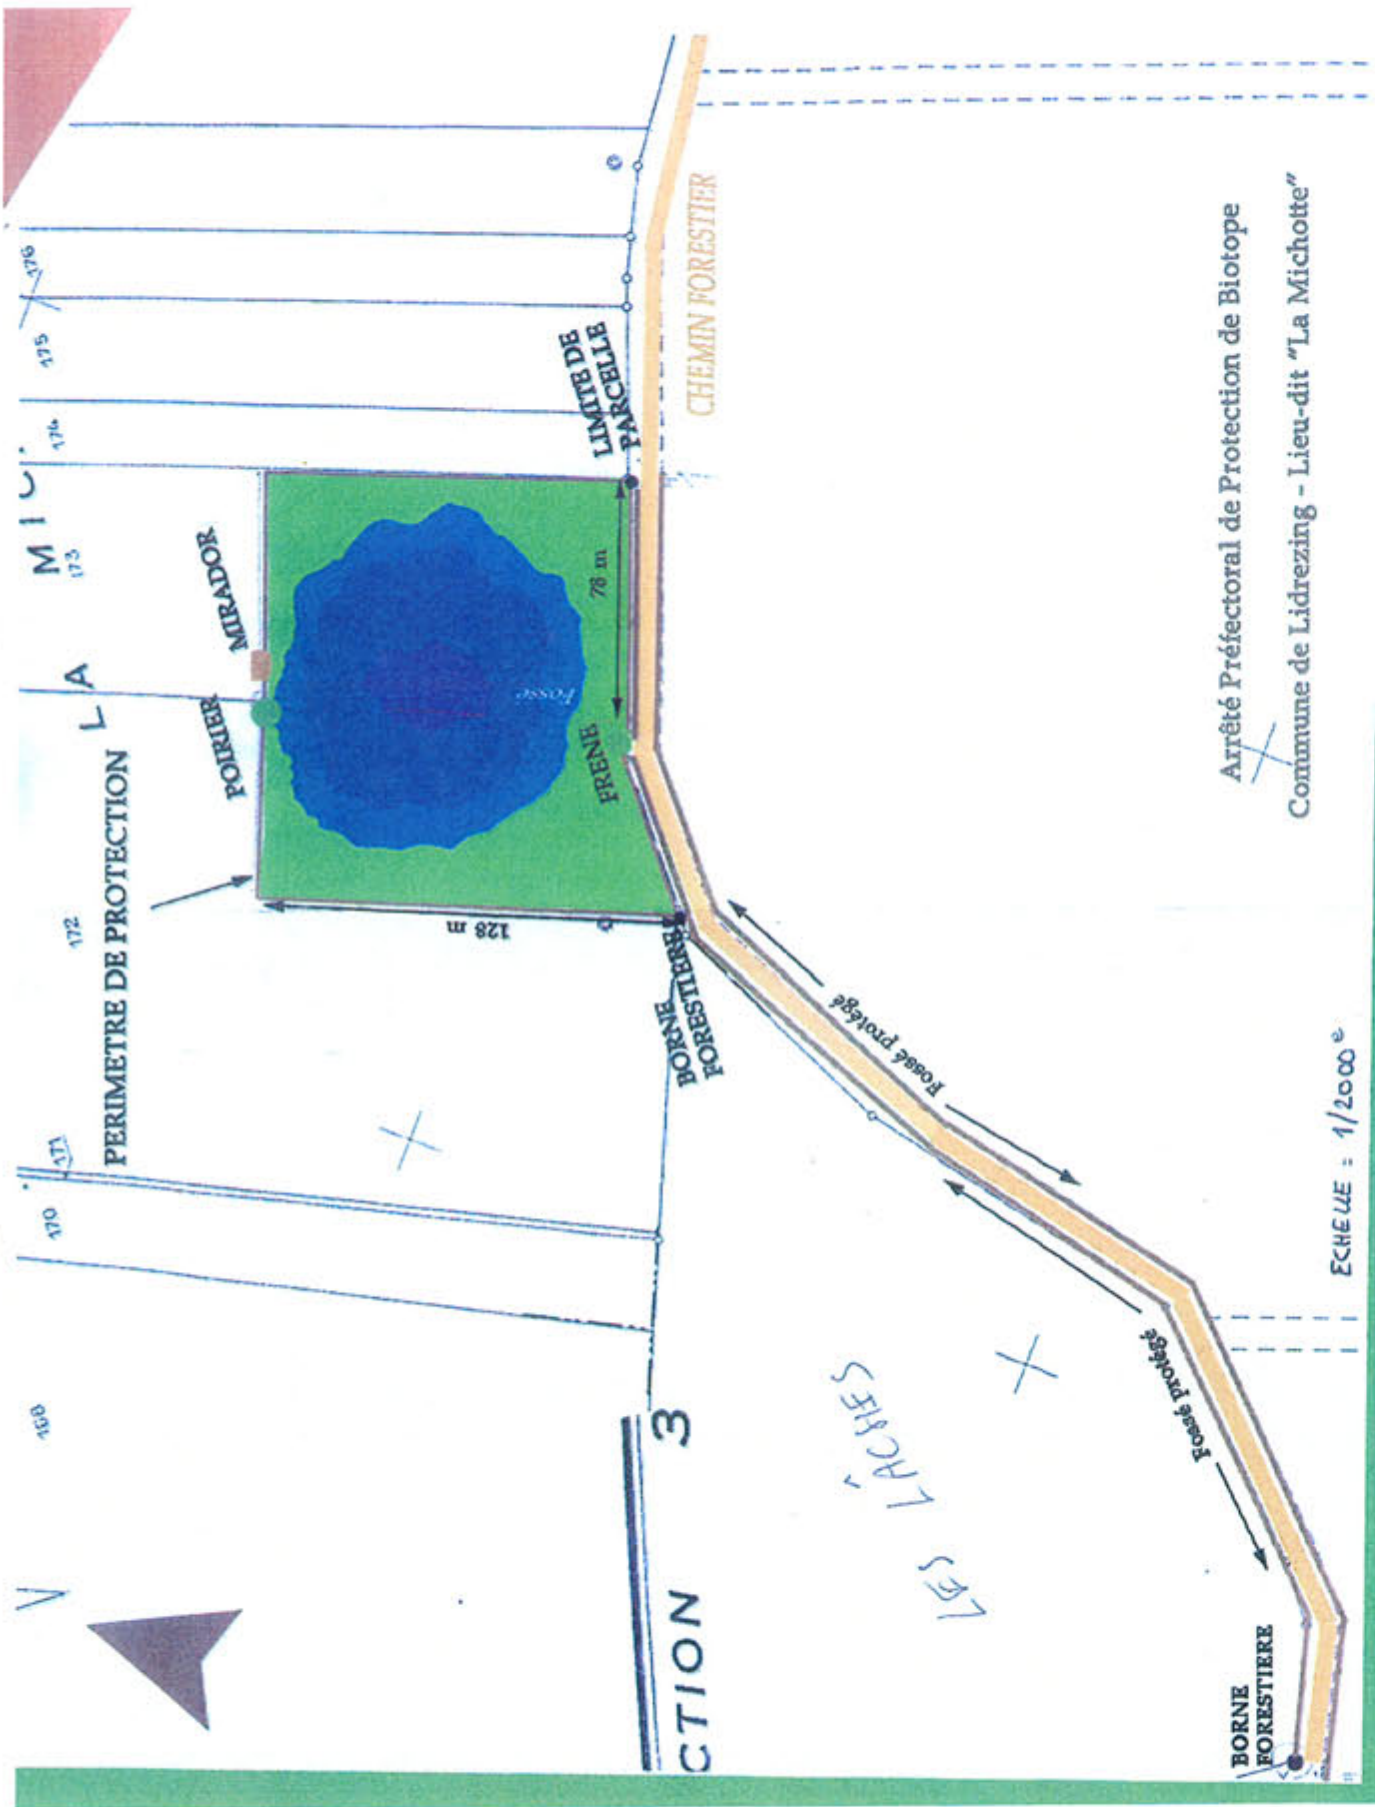 168
170
171
172
173
174
175
176
LA MIC
PERIMETRE DE PROTECTION
POIRIER
MIRADOR
Fosse
128 m
78 m
FRENE
LIMITE DE
PARCELLE
BORNE
FORESTIERE
CHEMIN FORESTIER
CTION 3
LES LÂCHES
Fossé protégé
Fossé protégé
BORNE
FORESTIERE
Arrêté Préfectoral de Protection de Biotope
Commune de Lidrezing - Lieu-dit "La Michotte"
ECHELLE : 1/2000e